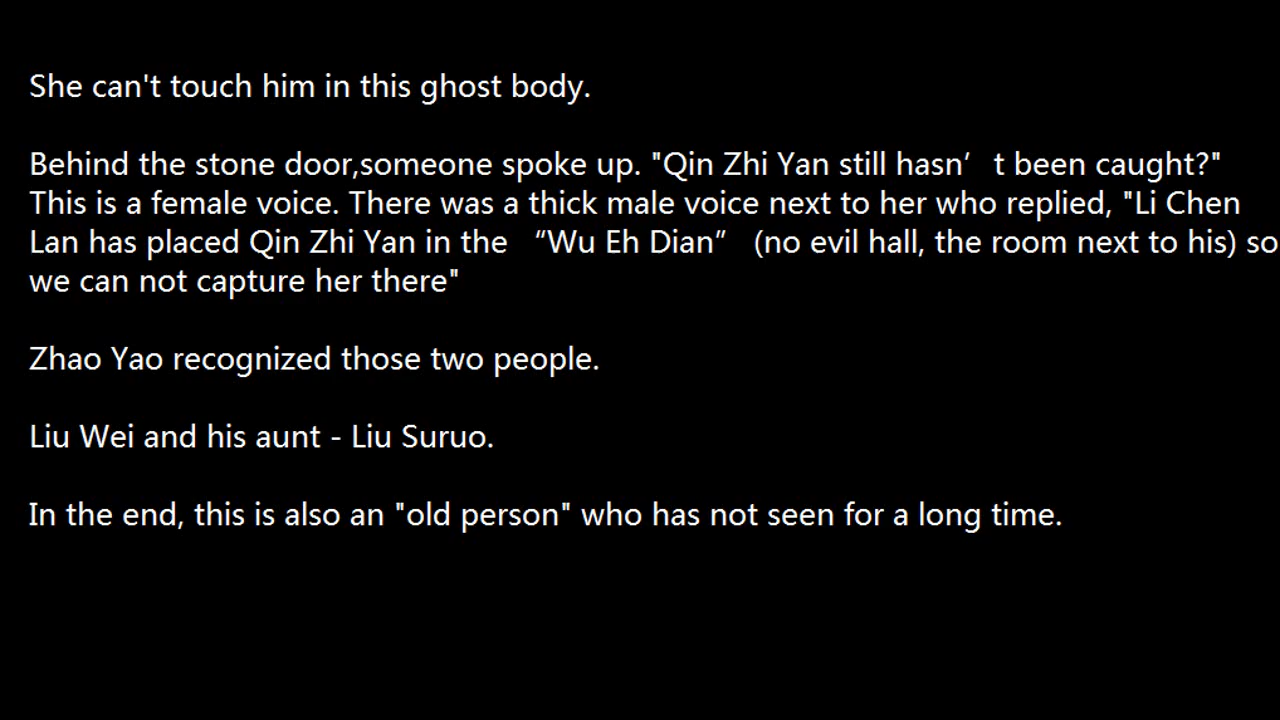 She can't touch him in this ghost body.
Behind the stone door,someone spoke up. "Qin Zhi Yan still hasn’ t been caught?"
This is a female voice. There was a thick male voice next to her who replied, "Li Chen
Lan has placed Qin Zhi Yan in the “Wu Eh Dian” (no evil hall, the room next to his) so
we can not capture her there"
Zhao Yao recognized those two people.
Liu Wei and his aunt - Liu Suruo.
In the end, this is also an "old person" who has not seen for a long time.